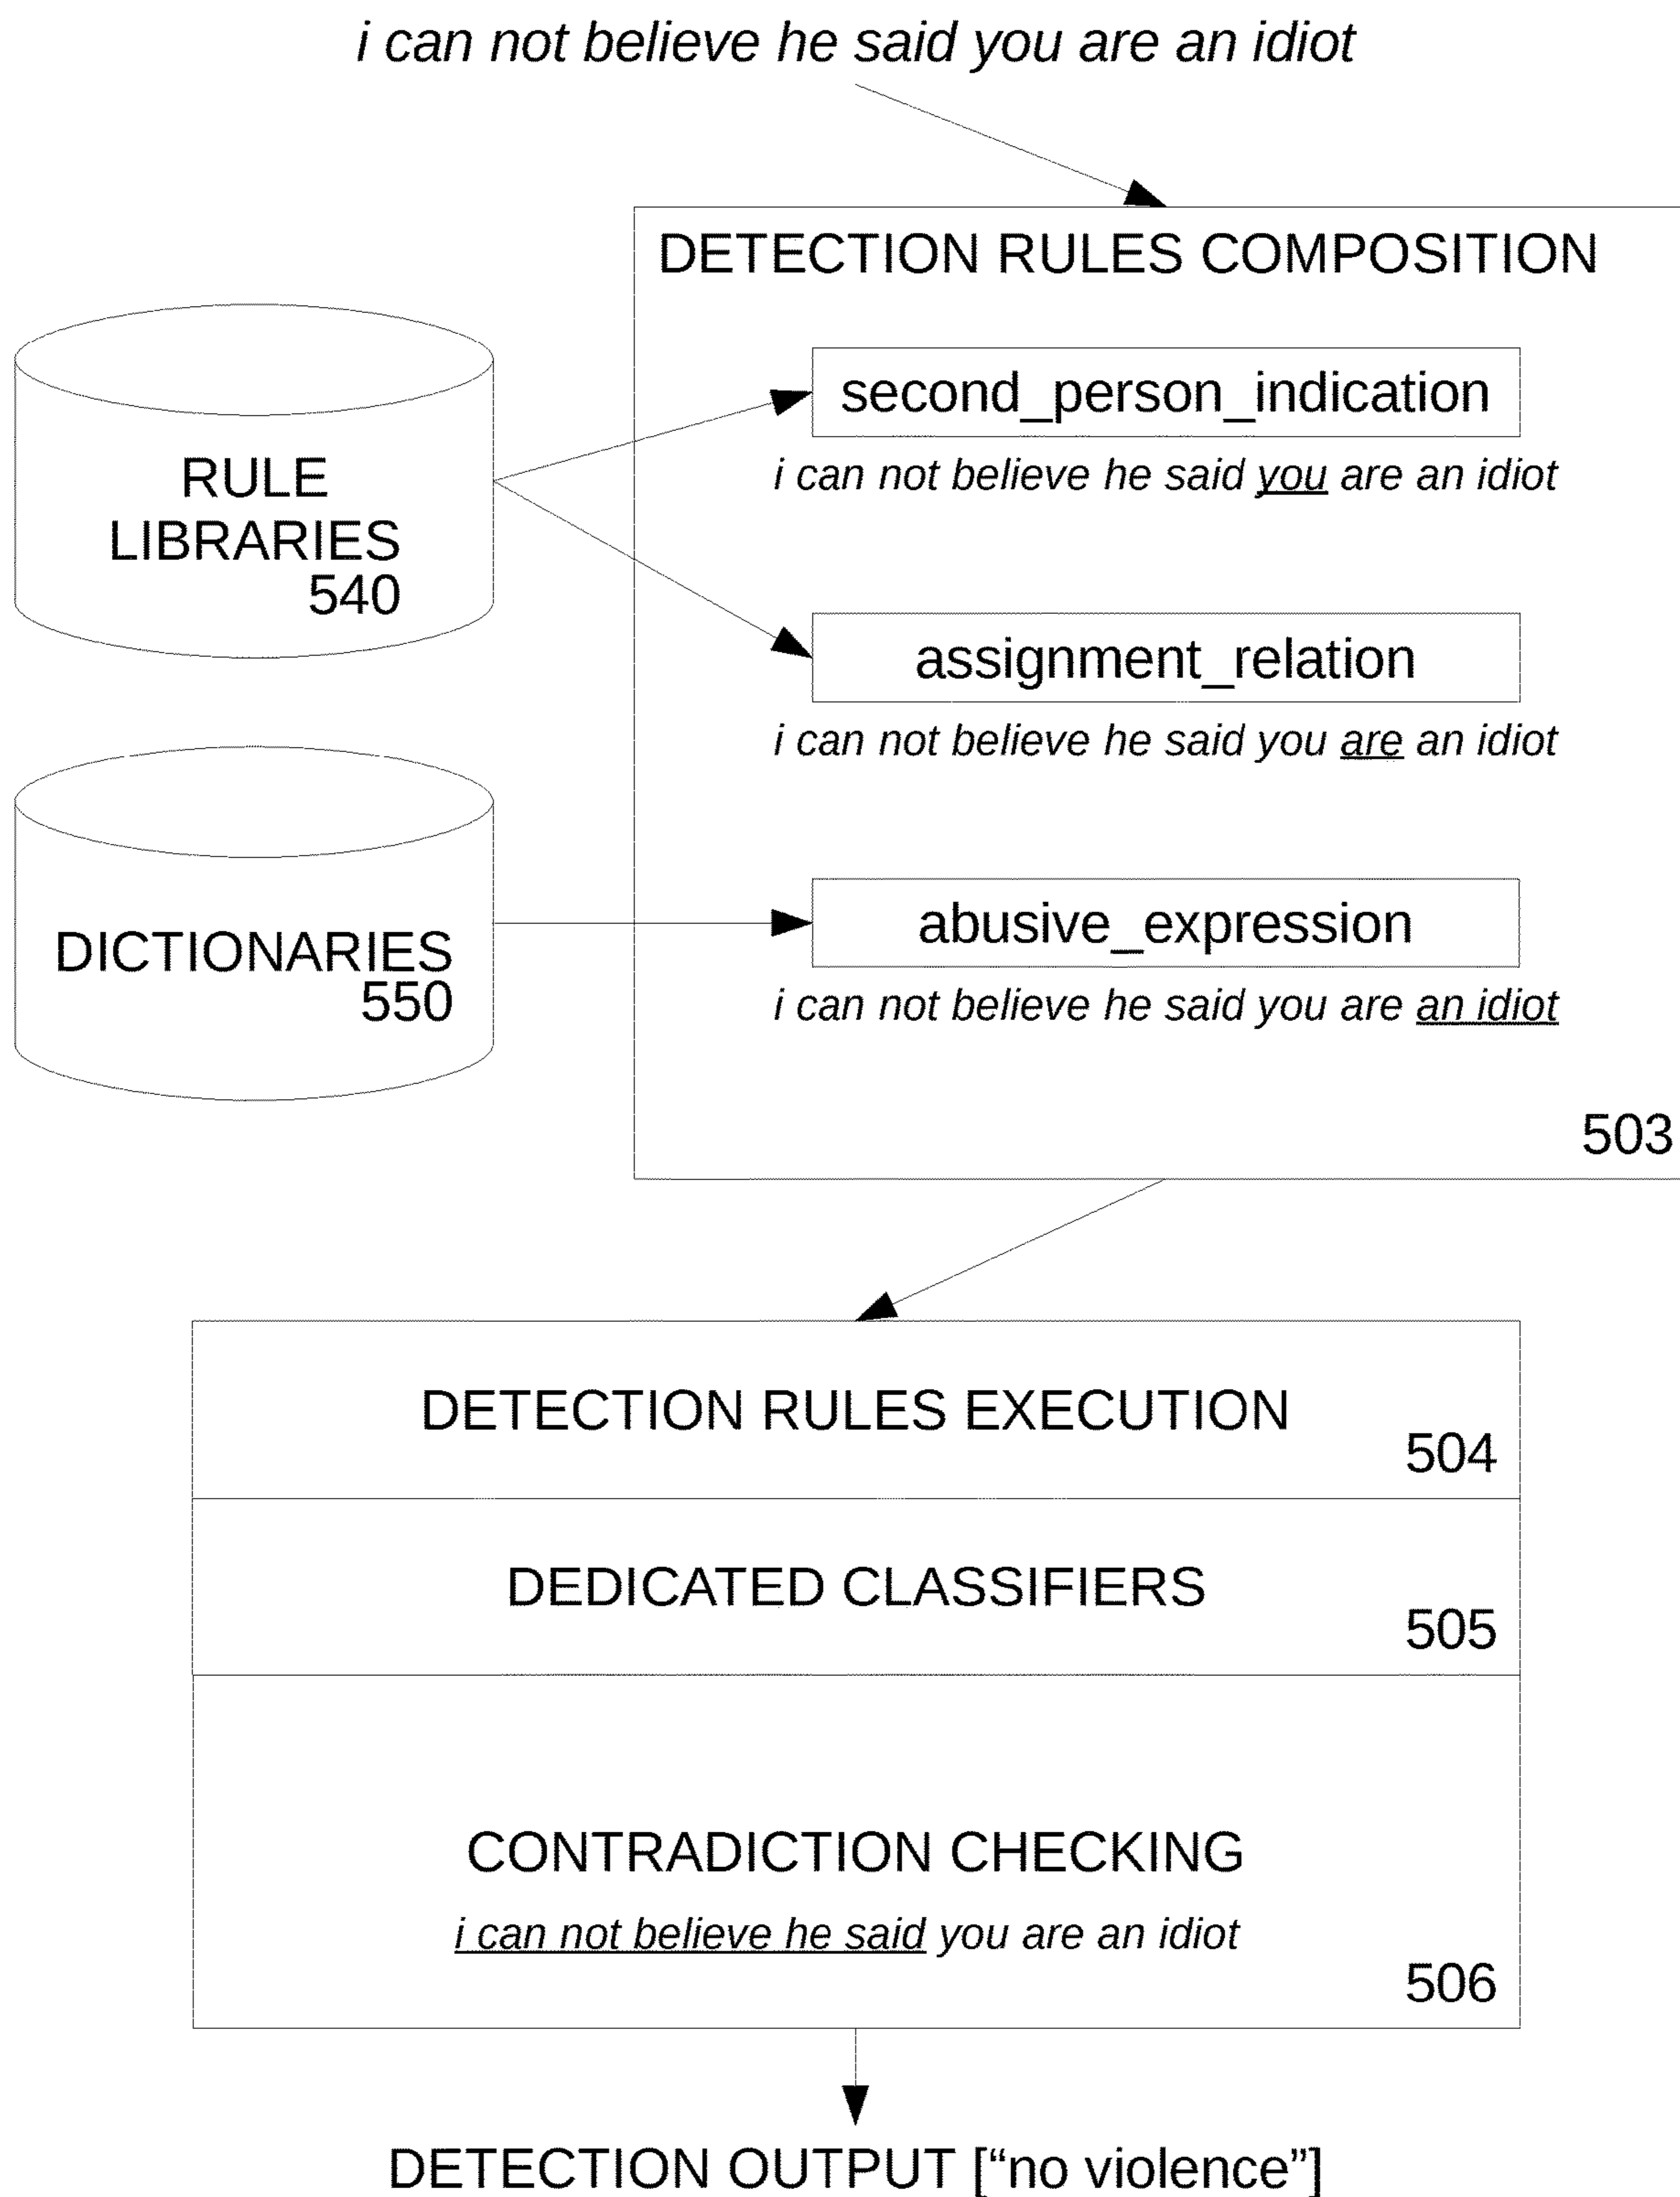 i can not believe he said you are an idiot
DETECTION RULES COMPOSITION
second_person_indication
i can not believe he said you are an idiot
RULE
LIBRARIES
540
assignment_relation
i can not believe he said you are an idiot
DICTIONARIES
550
abusive_expression
i can not believe he said you are an idiot
503
DETECTION RULES EXECUTION
504
DEDICATED CLASSIFIERS
505
CONTRADICTION CHECKING
i can not believe he said you are an idiot
506
DETECTION OUTPUT [“no violence”]